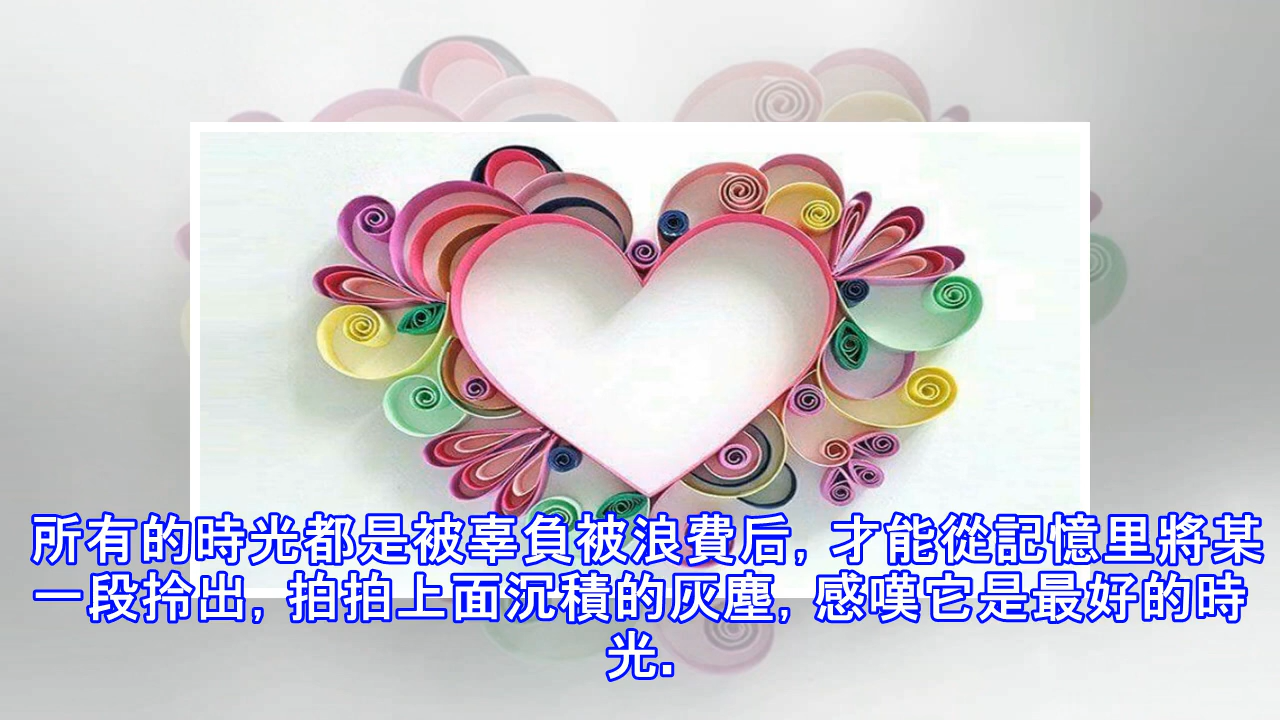 所有的時光都是被辜負被浪費后, 才能從記憶里將某
一段拎出, 拍拍上面沉積的灰塵, 感嘆它是最好的時
光.